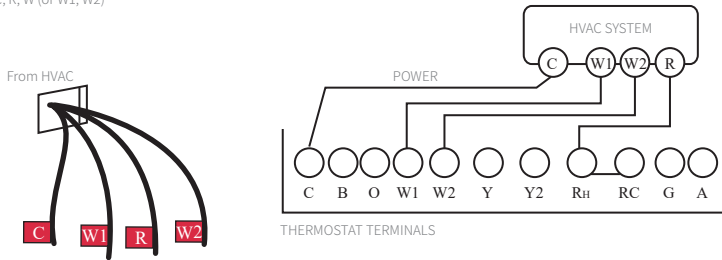 C, R, W (or W1, W2)
HVAC SYSTEM
C W1 W2 R
From HVAC
POWER
C B O W1 W2 Y Y2 RH RC G A
C W1 R W2
THERMOSTAT TERMINALS